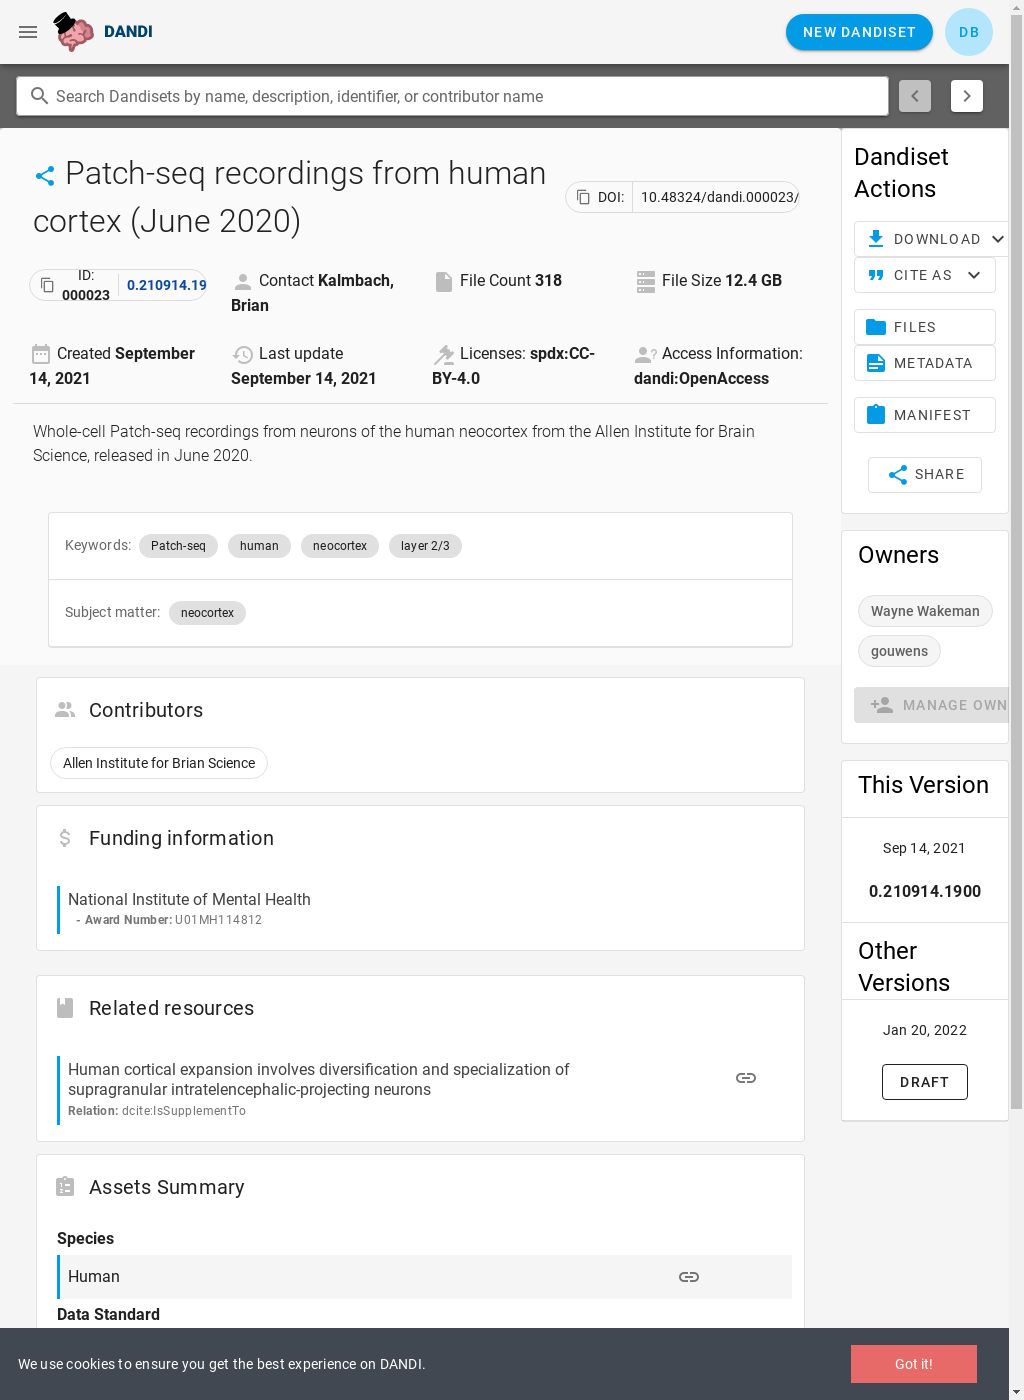 DANDI
NEW DANDISET
DB
Search Dandisets by name, description, identifier, or contributor name
Patch-seq recordings from human
cortex (June 2020)
DOI:
10.48324/dandi.000023/
ID:
000023
0.210914.19
Contact Kalmbach,
Brian
File Count 318
File Size 12.4 GB
Created September
14, 2021
Last update
September 14, 2021
Licenses: spdx:CC-
BY-4.0
Access Information:
dandi:OpenAccess
Whole-cell Patch-seq recordings from neurons of the human neocortex from the Allen Institute for Brain
Science, released in June 2020.
Keywords: Patch-seq human neocortex layer 2/3
Subject matter: neocortex
Contributors
Allen Institute for Brian Science
Funding information
National Institute of Mental Health
- Award Number: U01MH114812
Related resources
Human cortical expansion involves diversification and specialization of
supragranular intratelencephalic-projecting neurons
Relation: dcite:IsSupplementTo
Assets Summary
Species
Human
Data Standard
Dandiset
Actions
DOWNLOAD
CITE AS
FILES
METADATA
MANIFEST
SHARE
Owners
Wayne Wakeman
gouwens
MANAGE OWN
This Version
Sep 14, 2021
0.210914.1900
Other
Versions
Jan 20, 2022
DRAFT
We use cookies to ensure you get the best experience on DANDI.
Got it!